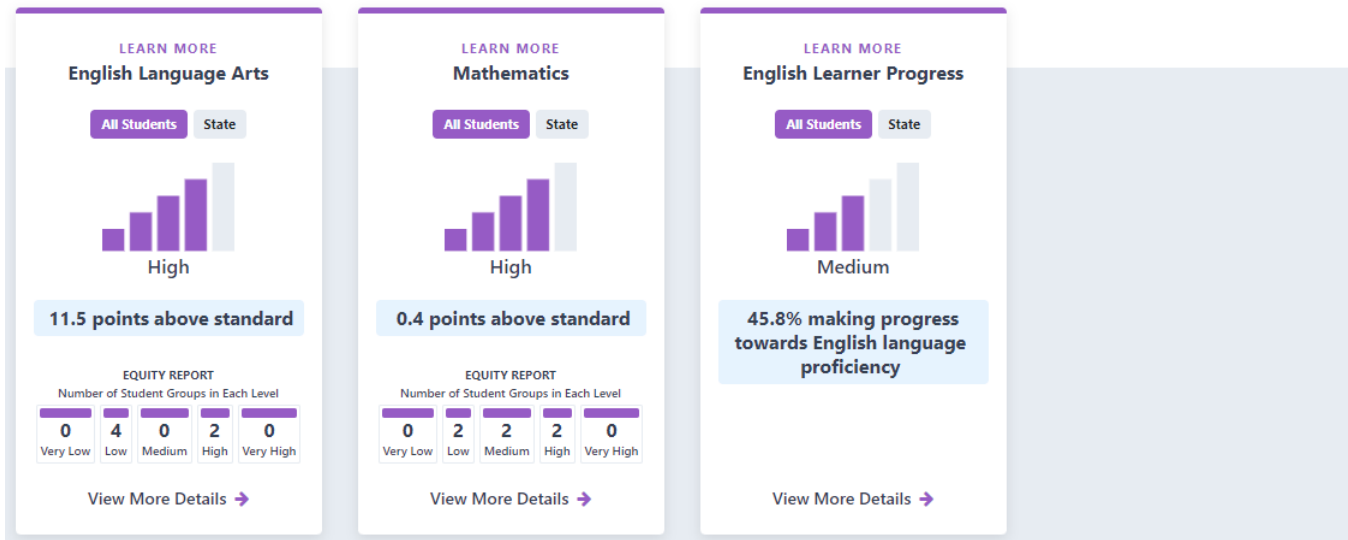 LEARN MORE
English Language Arts
All Students State
High
11.5 points above standard
EQUITY REPORT
Number of Student Groups in Each Level
0 4 0 2 0
Very Low Low Medium High Very High
View More Details
LEARN MORE
Mathematics
All Students State
High
0.4 points above standard
EQUITY REPORT
Number of Student Groups in Each Level
0 2 2 2 0
Very Low Low Medium High Very High
View More Details
LEARN MORE
English Learner Progress
All Students State
Medium
45.8% making progress
towards English language
proficiency
View More Details